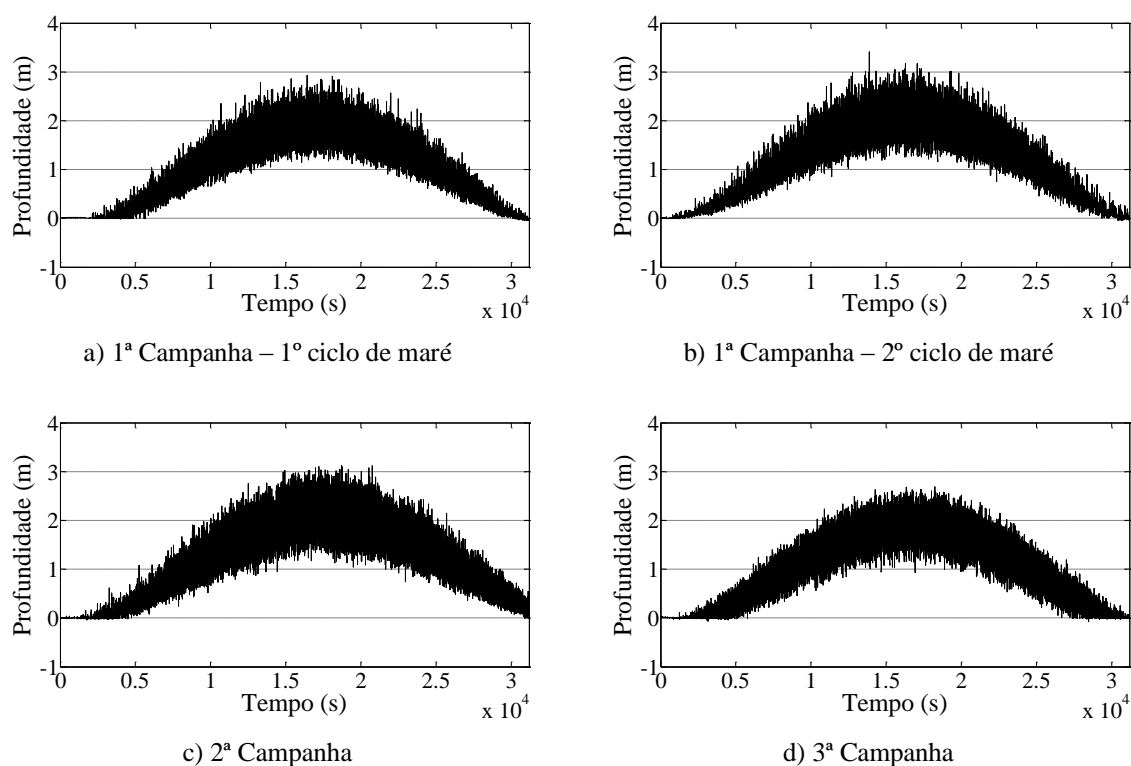 4
3
2
1
0
-1
Profundidade (m)
0 0.5 1 1.5 2 2.5 3
Tempo (s)
x 10^4
a) 1ª Campanha – 1º ciclo de maré
4
3
2
1
0
-1
Profundidade (m)
0 0.5 1 1.5 2 2.5 3
Tempo (s)
x 10^4
b) 1ª Campanha – 2º ciclo de maré
4
3
2
1
0
-1
Profundidade (m)
0 0.5 1 1.5 2 2.5 3
Tempo (s)
x 10^4
c) 2ª Campanha
4
3
2
1
0
-1
Profundidade (m)
0 0.5 1 1.5 2 2.5 3
Tempo (s)
x 10^4
d) 3ª Campanha